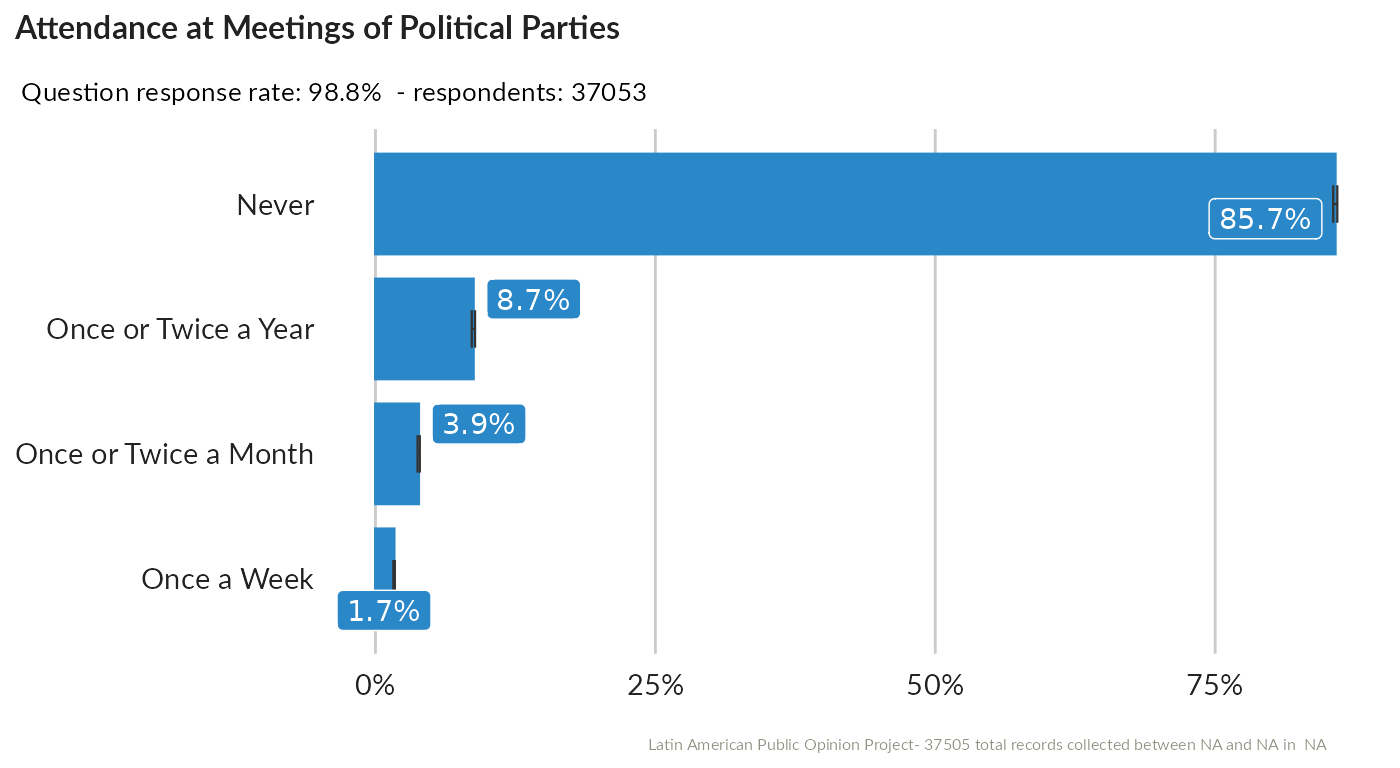 Attendance at Meetings of Political Parties
Question response rate: 98.8%  - respondents: 37053
Never
85.7%
Once or Twice a Year
8.7%
Once or Twice a Month
3.9%
Once a Week
1.7%
0%
25%
50%
75%
Latin American Public Opinion Project- 37505 total records collected between NA and NA in  NA